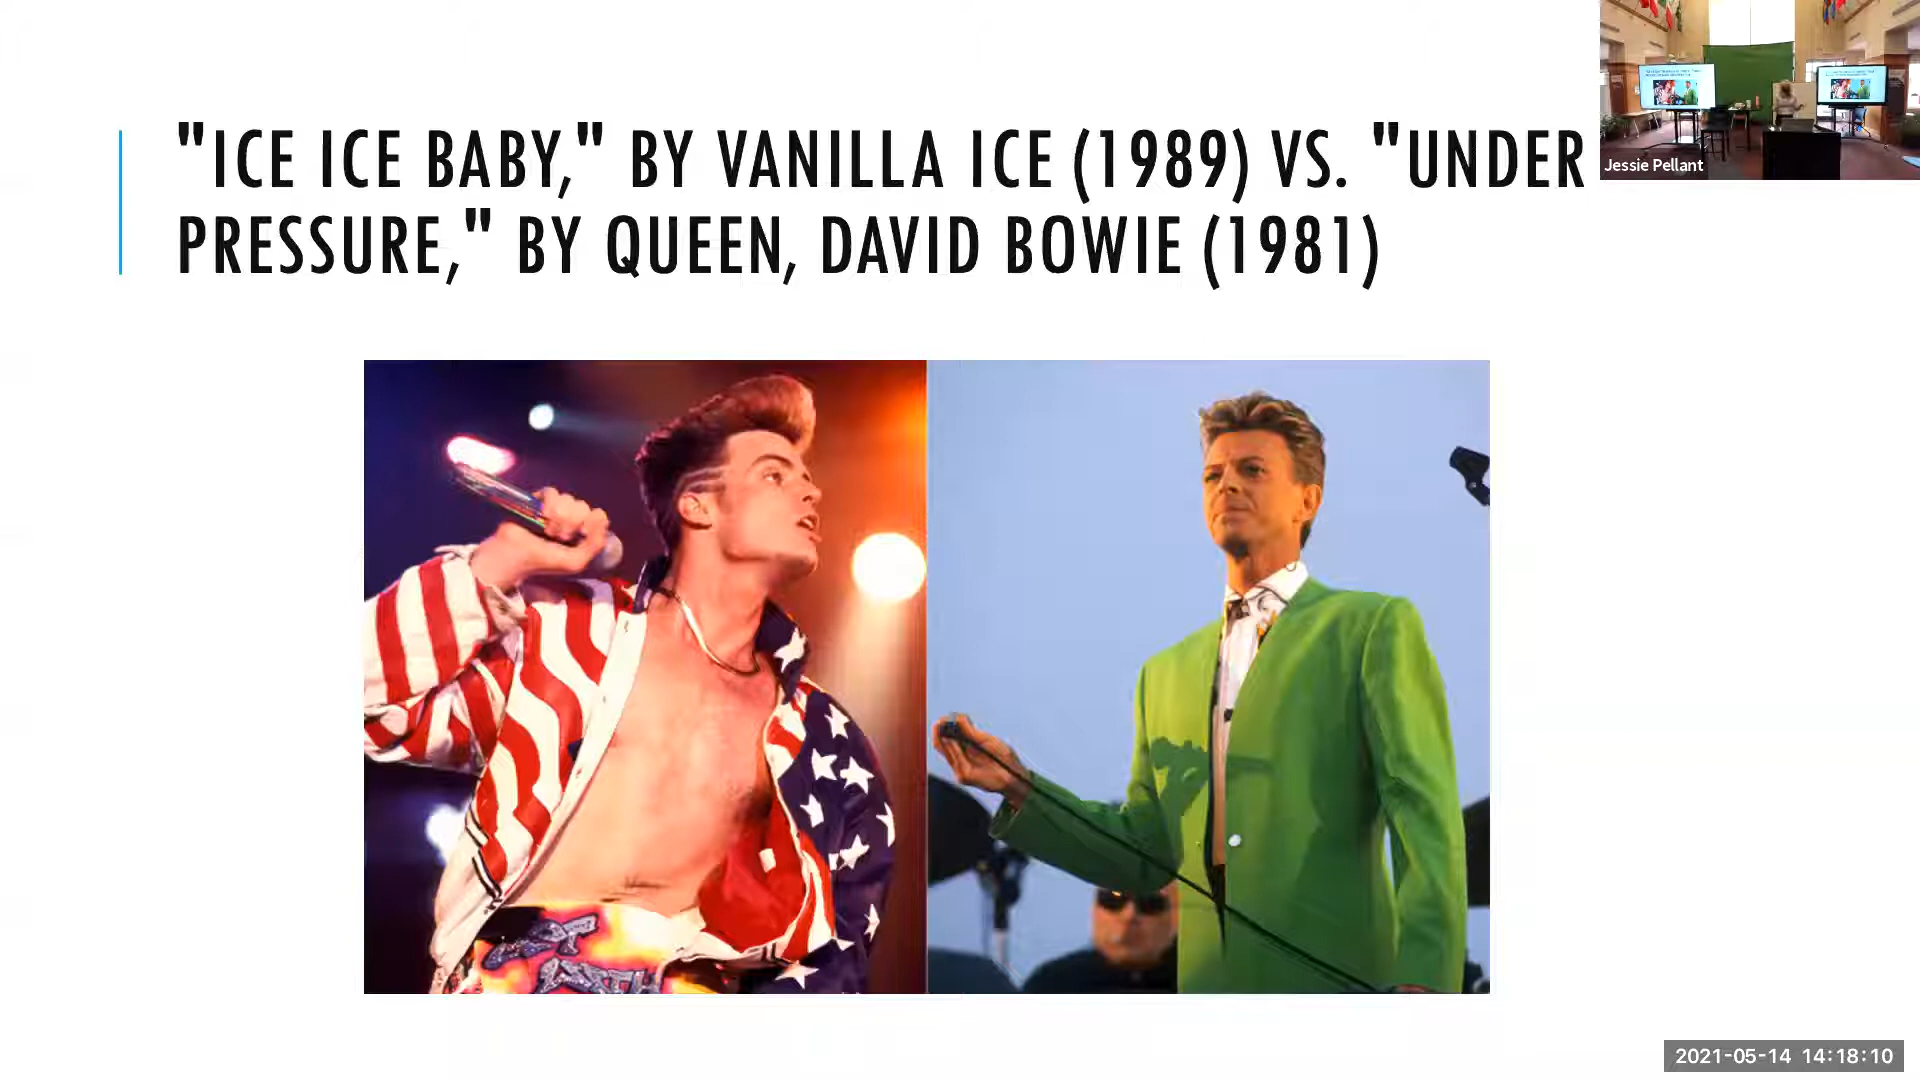 "ICE ICE BABY," BY VANILLA ICE (1989) VS. "UNDER
PRESSURE," BY QUEEN, DAVID BOWIE (1981)
Jessie Pellant
2021-05-14 14:18:10